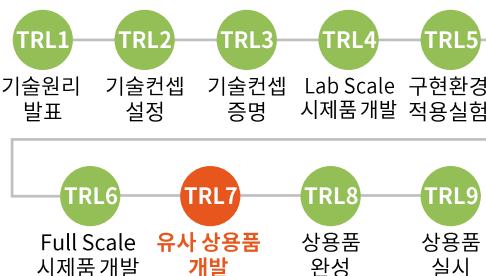 TRL1 TRL2 TRL3 TRL4 TRL5
기술원리 기술컨셉 기술컨셉 Lab Scale 구현환경
발표 설정 증명 시제품 개발 적용실험
TRL6 TRL7 TRL8 TRL9
Full Scale 유사 상용품 상용품 상용품
시제품 개발 개발 완성 실시